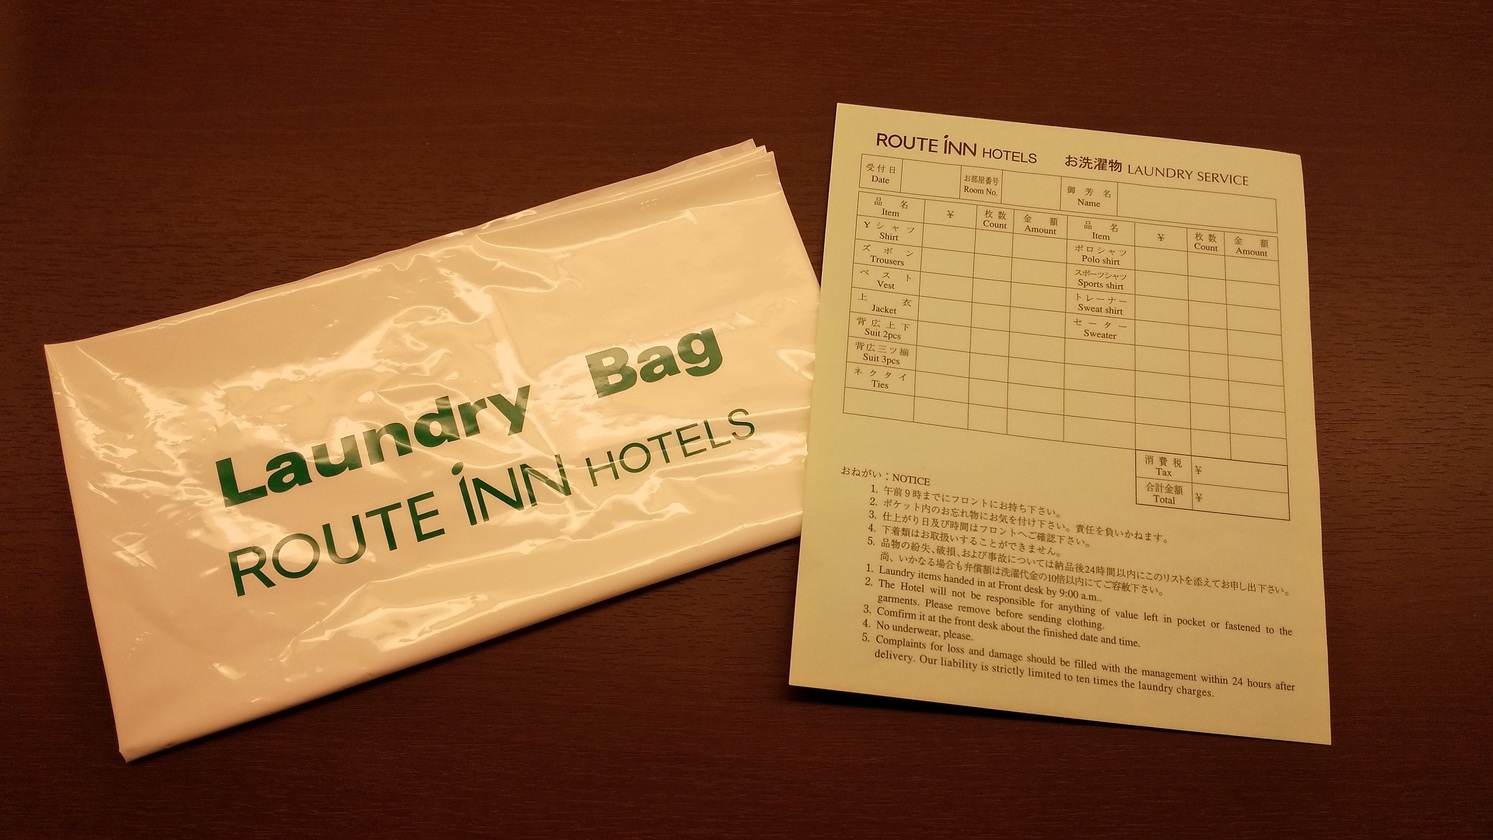 Laundry Bag
ROUTE INN HOTELS
ROUTE INN HOTELS お洗濯物 LAUNDRY SERVICE
受付日 お部屋番号 御芳名
Date Room No. Name
品名 ¥ 枚数 金額 品名 ¥ 枚数 金額
Item Count Amount Item Count Amount
Yシャツ ポロシャツ
Shirt Polo shirt
ズボン スポーツシャツ
Trousers Sports shirt
ベスト トレーナー
Vest Sweat shirt
上衣 セーター
Jacket Sweater
背広上下
Suit 2pcs
背広三ツ揃
Suit 3pcs
ネクタイ
Ties
消費税 ¥
Tax
合計金額 ¥
Total
おねがい：NOTICE
1. 午前9時までにフロントにお持ち下さい。
2. ポケット内のお忘れ物にお気を付け下さい。責任を負いかねます。
3. 仕上がり日及び時間はフロントへご確認下さい。
4. 下着類はお取扱いすることができません。
5. 品物の紛失、破損、および事故については納品後24時間以内にこのリストを添えてお申し出下さい。
尚、いかなる場合も弁償額は洗濯代金の10倍以内にてご容赦下さい。
1. Laundry items handed in at Front desk by 9:00 a.m..
2. The Hotel will not be responsible for anything of value left in pocket or fastened to the
garments. Please remove before sending clothing.
3. Comfirm it at the front desk about the finished date and time.
4. No underwear, please.
5. Complaints for loss and damage should be filled with the management within 24 hours after
delivery. Our liability is strictly limited to ten times the laundry charges.